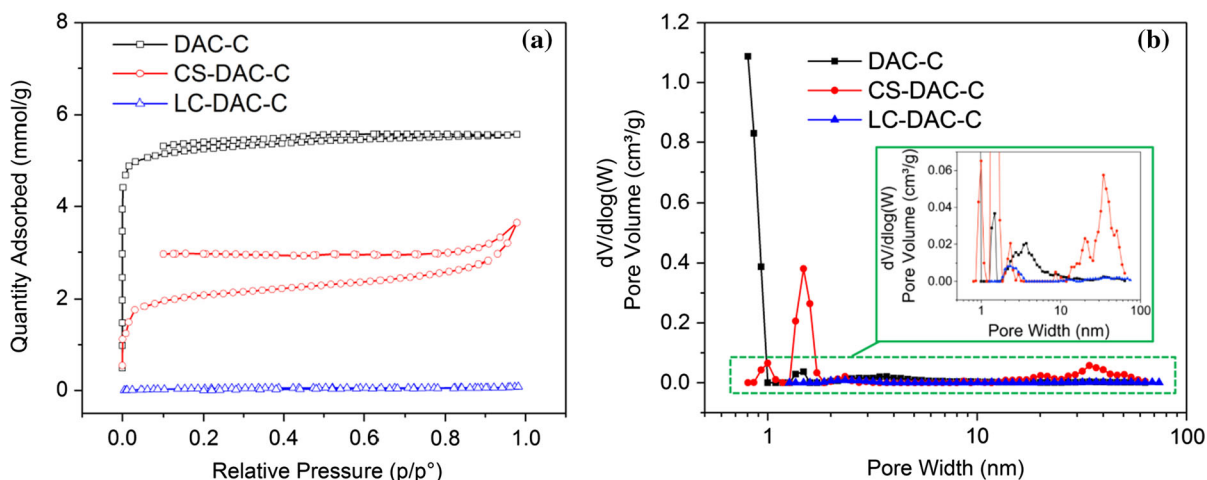 (a)
DAC-C
CS-DAC-C
LC-DAC-C
Quantity Adsorbed (mmol/g)
8
6
4
2
0
0.0 0.2 0.4 0.6 0.8 1.0
Relative Pressure (p/p°)
(b)
DAC-C
CS-DAC-C
LC-DAC-C
dV/dlog(W)
Pore Volume (cm³/g)
1.2
1.0
0.8
0.6
0.4
0.2
0.0
1 10 100
Pore Width (nm)
dV/dlog(W)
Pore Volume (cm³/g)
0.06
0.04
0.02
0.00
1 10 100
Pore Width (nm)